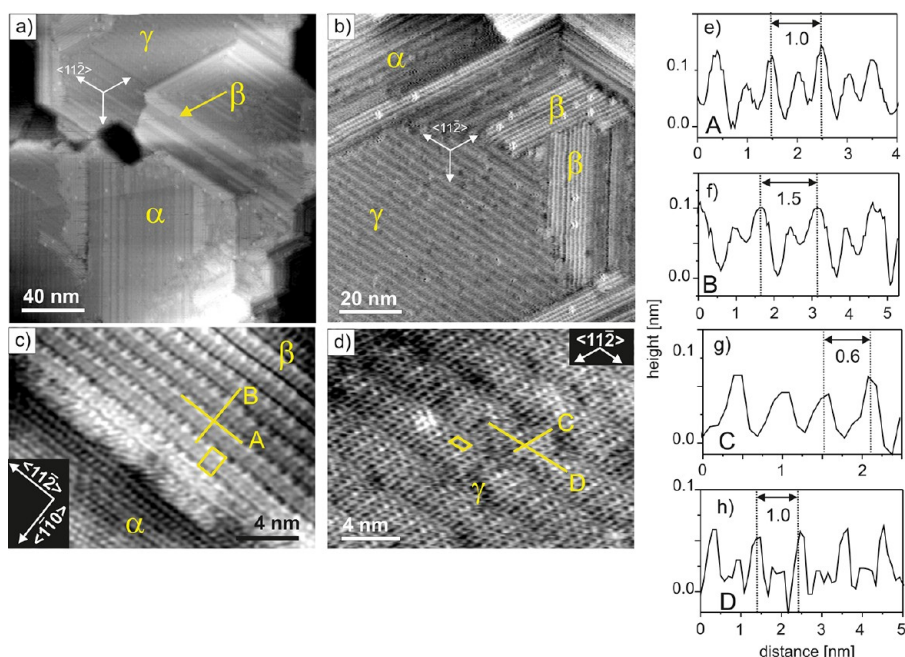 a)
γ
<112̄>
β
α
40 nm
b)
α
β
<112̄>
β
γ
20 nm
c)
β
B
A
<112̄>
<1̄10>
α
4 nm
d)
<112̄>
C
D
γ
4 nm
height [nm]
e)
1.0
0.1
0.0
A
0 1 2 3 4
f)
1.5
0.1
0.0
B
0 1 2 3 4 5
g)
0.1
0.6
0.0
C
0 1 2
0.1
h)
1.0
0.0
D
0 1 2 3 4 5
distance [nm]